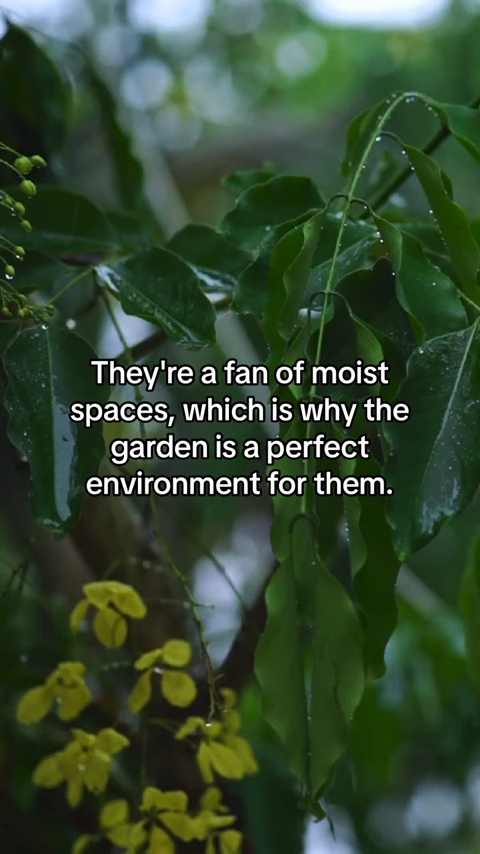 They're a fan of moist
spaces, which is why the
garden is a perfect
environment for them.